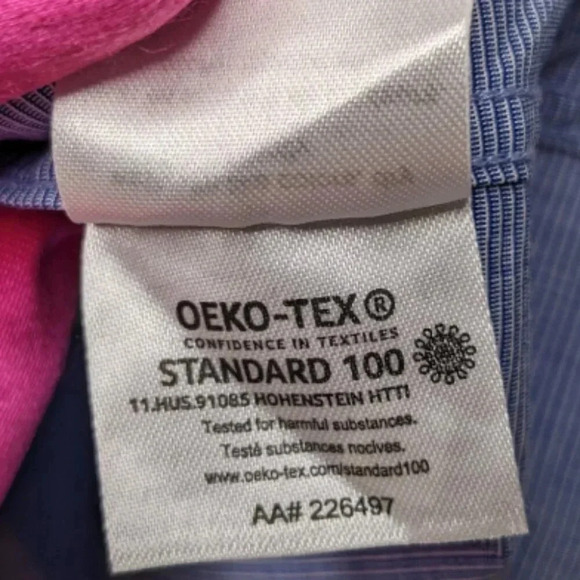 OEKO-TEX®
CONFIDENCE IN TEXTILES
STANDARD 100
11.HUS.91085 HOHENSTEIN HTTI
Tested for harmful substances.
Testé substances nocives.
www.oeko-tex.com/standard100
AA# 226497